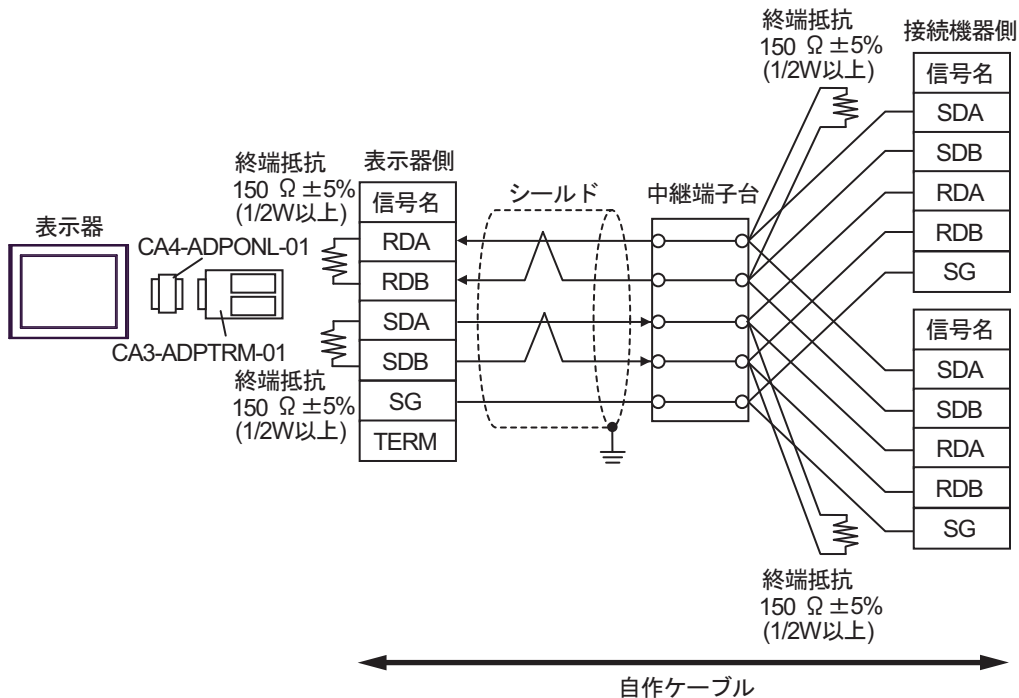 終端抵抗
150 Ω ±5%
(1/2W以上)
接続機器側
信号名
SDA
SDB
RDA
RDB
SG
終端抵抗
150 Ω ±5%
(1/2W以上)
表示器側
信号名
RDA
RDB
SDA
SDB
SG
TERM
シールド
中継端子台
表示器
CA4-ADPONL-01
CA3-ADPTRM-01
終端抵抗
150 Ω ±5%
(1/2W以上)
信号名
SDA
SDB
RDA
RDB
SG
終端抵抗
150 Ω ±5%
(1/2W以上)
自作ケーブル